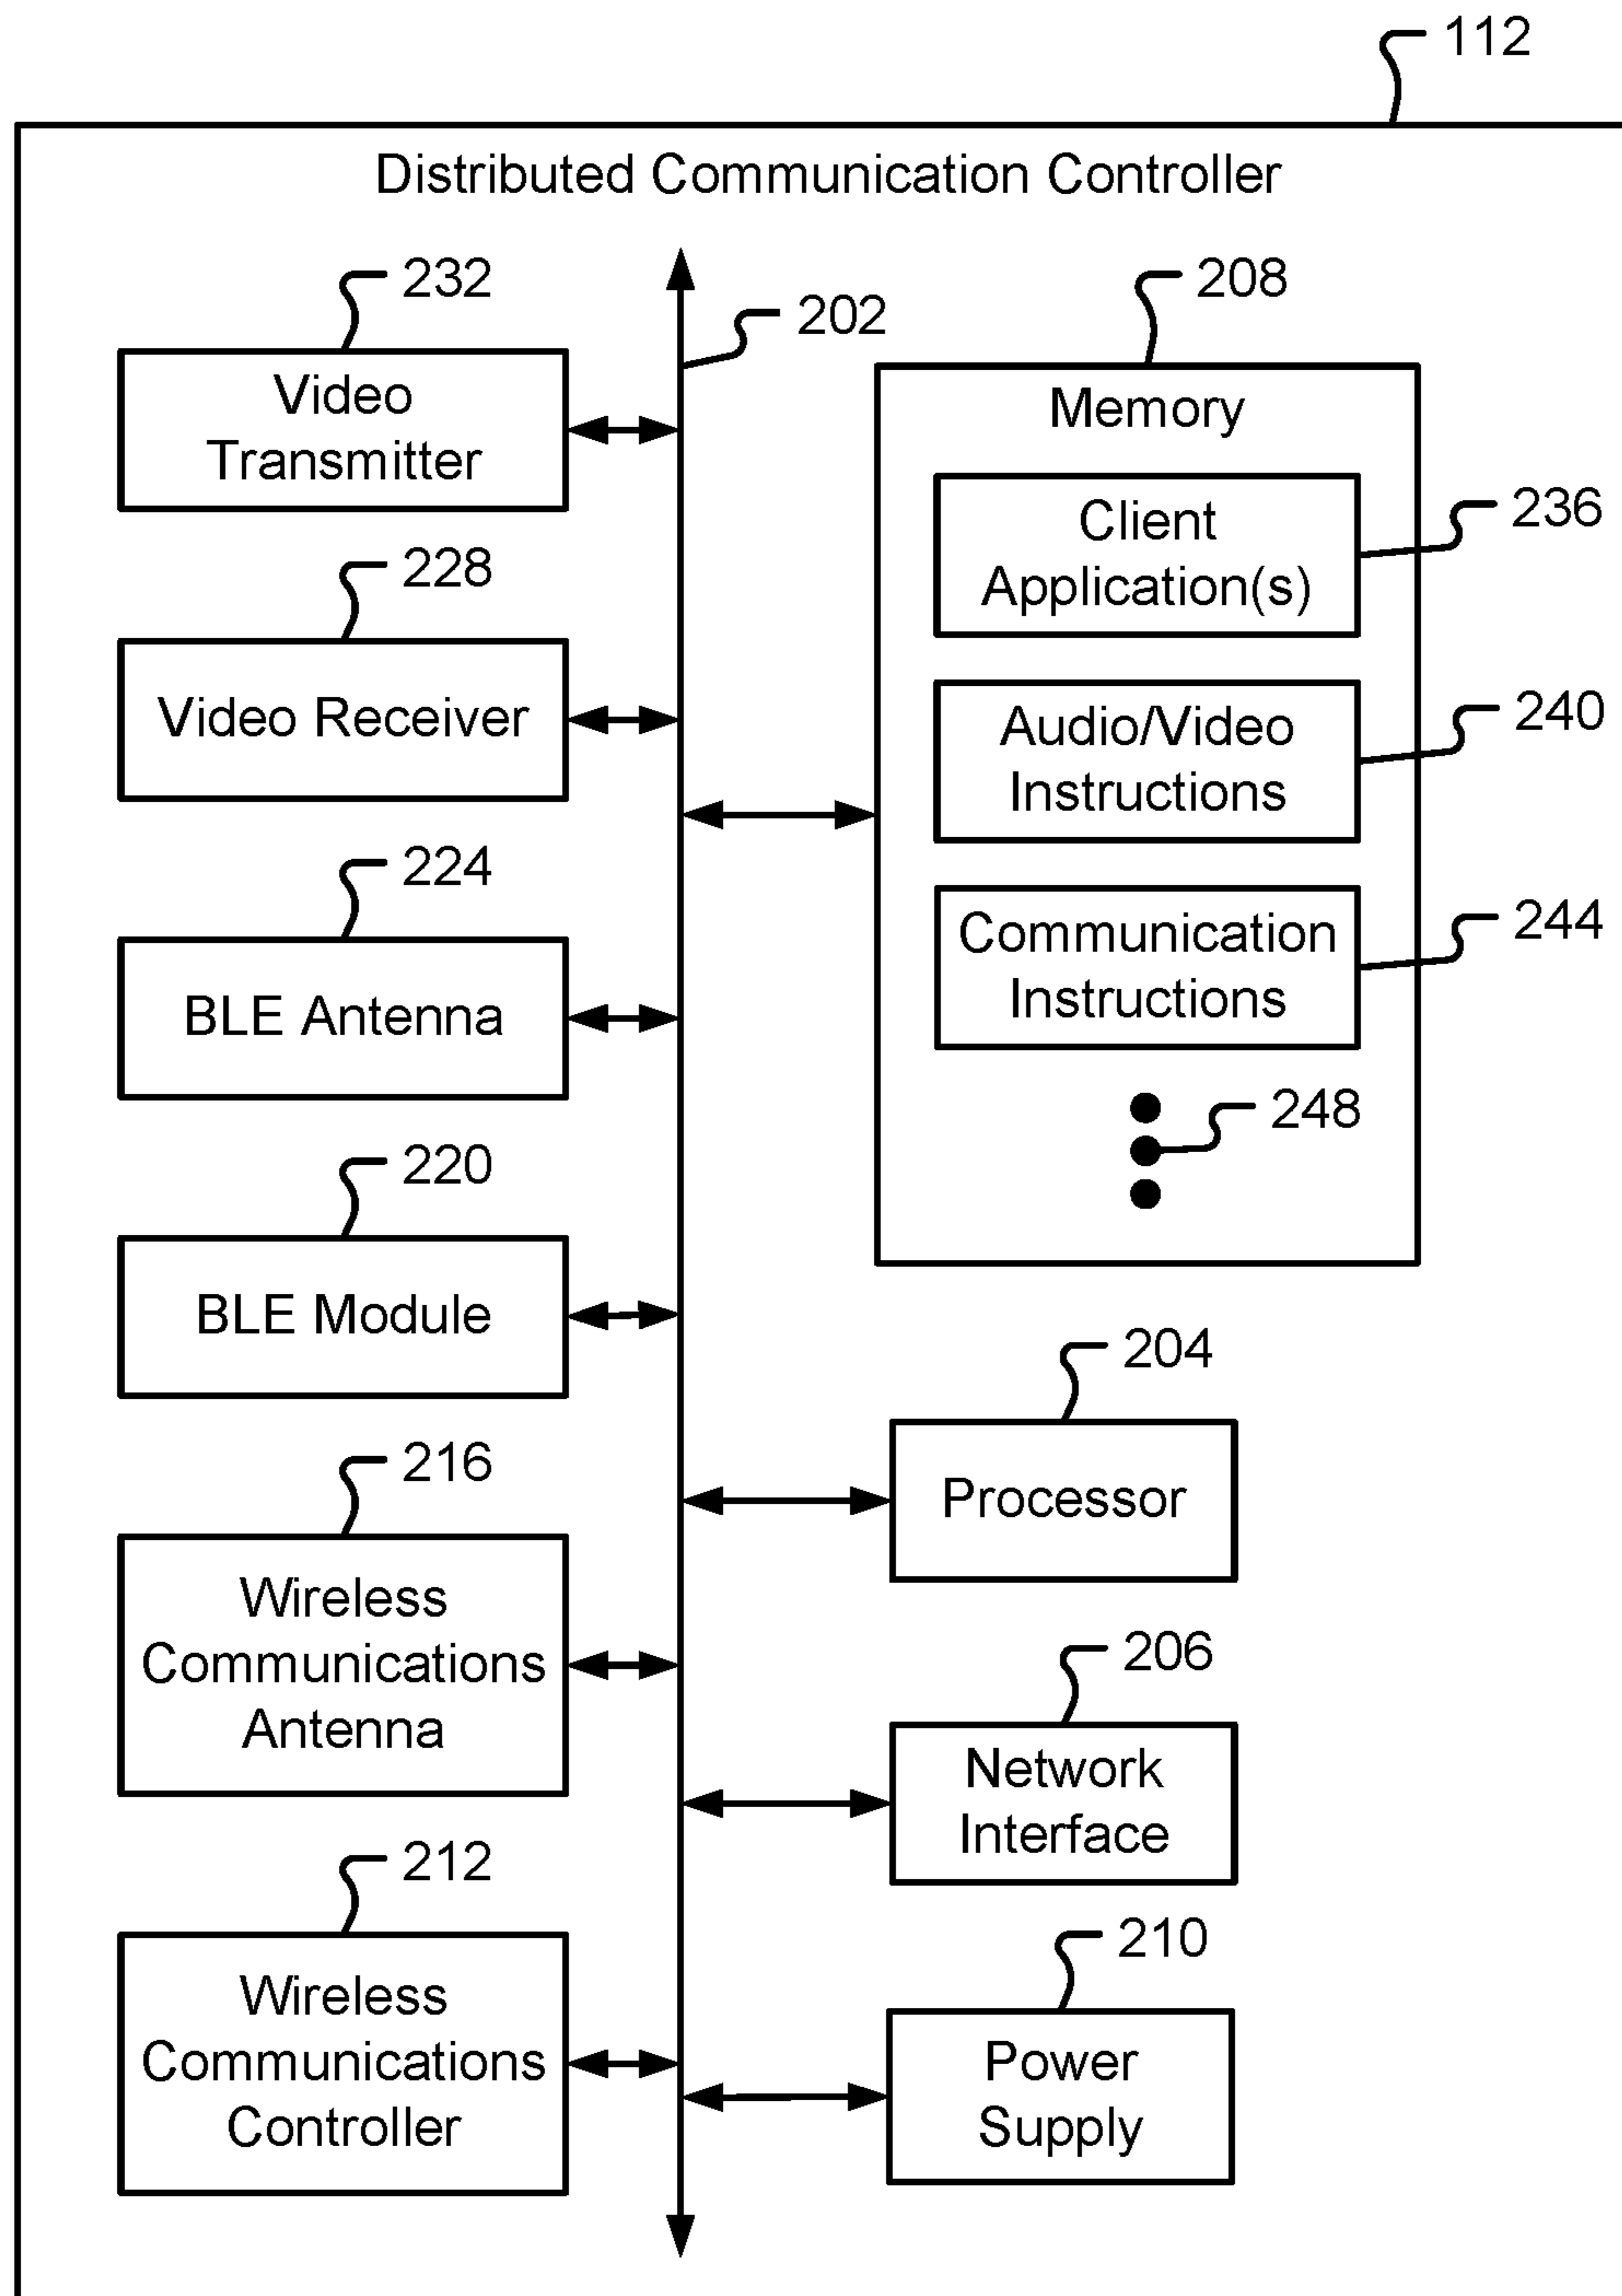 112
Distributed Communication Controller
232
Video
Transmitter
228
Video Receiver
224
BLE Antenna
220
BLE Module
216
Wireless
Communications
Antenna
212
Wireless
Communications
Controller
202
208
Memory
Client
Application(s)
236
Audio/Video
Instructions
240
Communication
Instructions
244
248
204
Processor
206
Network
Interface
210
Power
Supply